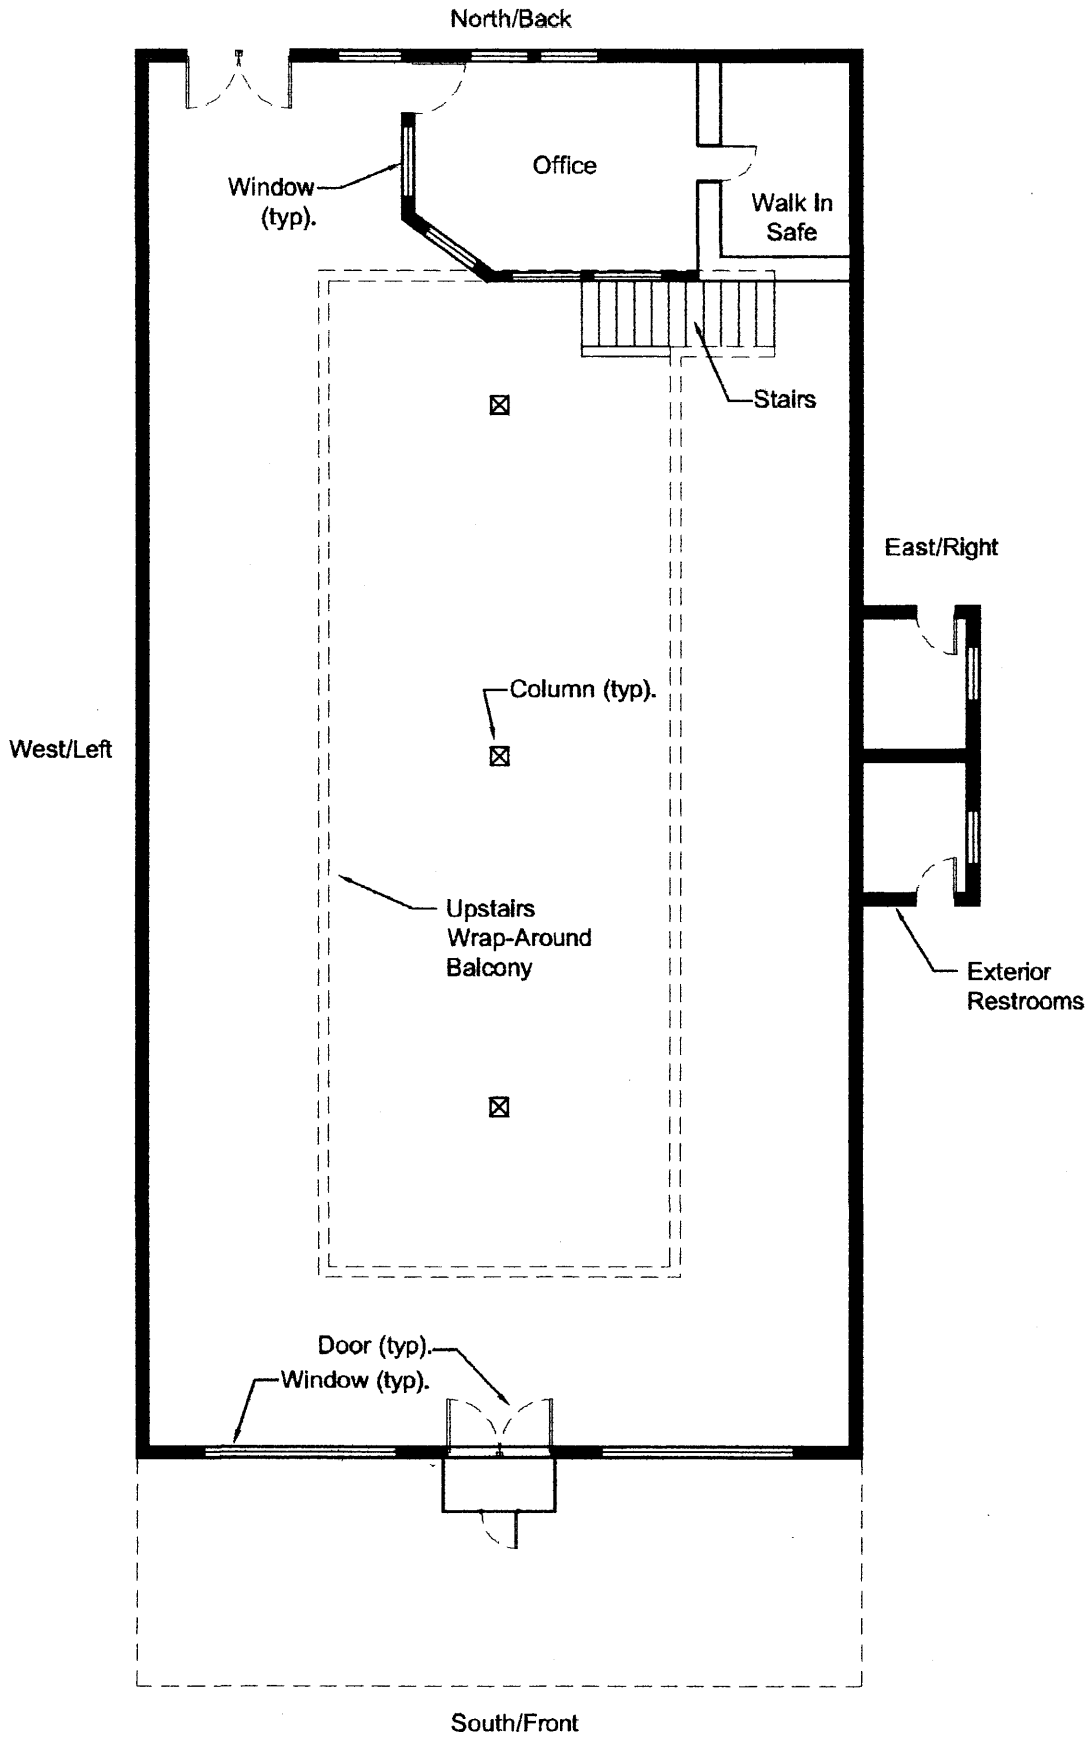 North/Back
Office
Window
(typ).
Walk In
Safe
Stairs
East/Right
Column (typ).
West/Left
Upstairs
Wrap-Around
Balcony
Exterior
Restrooms
Door (typ).
Window (typ).
South/Front